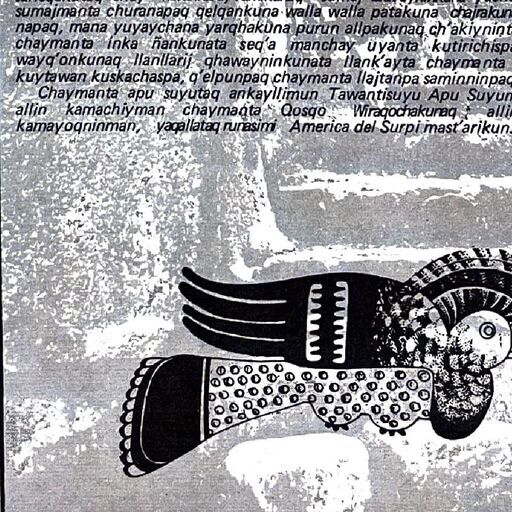 sumajmanta churanapaq qelqankuna walla walla patakuna chajrakun
napaq, mana yuyaychana yarqhakuna purun allpakunaq ch'akiynint
chaymanta Inka ñankunata seq'a manchay uyanta kutirichispa
wayq'onkunaq llanllarij qhawayninkunata llank'ayta chaymanta
kuytawan kuskachaspa, q'elpunpaq chaymanta llajtanpa saminninpaq
Chaymanta apu suyutaq ankayllimun Tawantisuyu Apu Suyun
allin kamachiyman chaymanta Qosqo Wiraqochakunaq allin
kamayoqninman, yaqallataq runasimi America del Surpi mast'arikun.